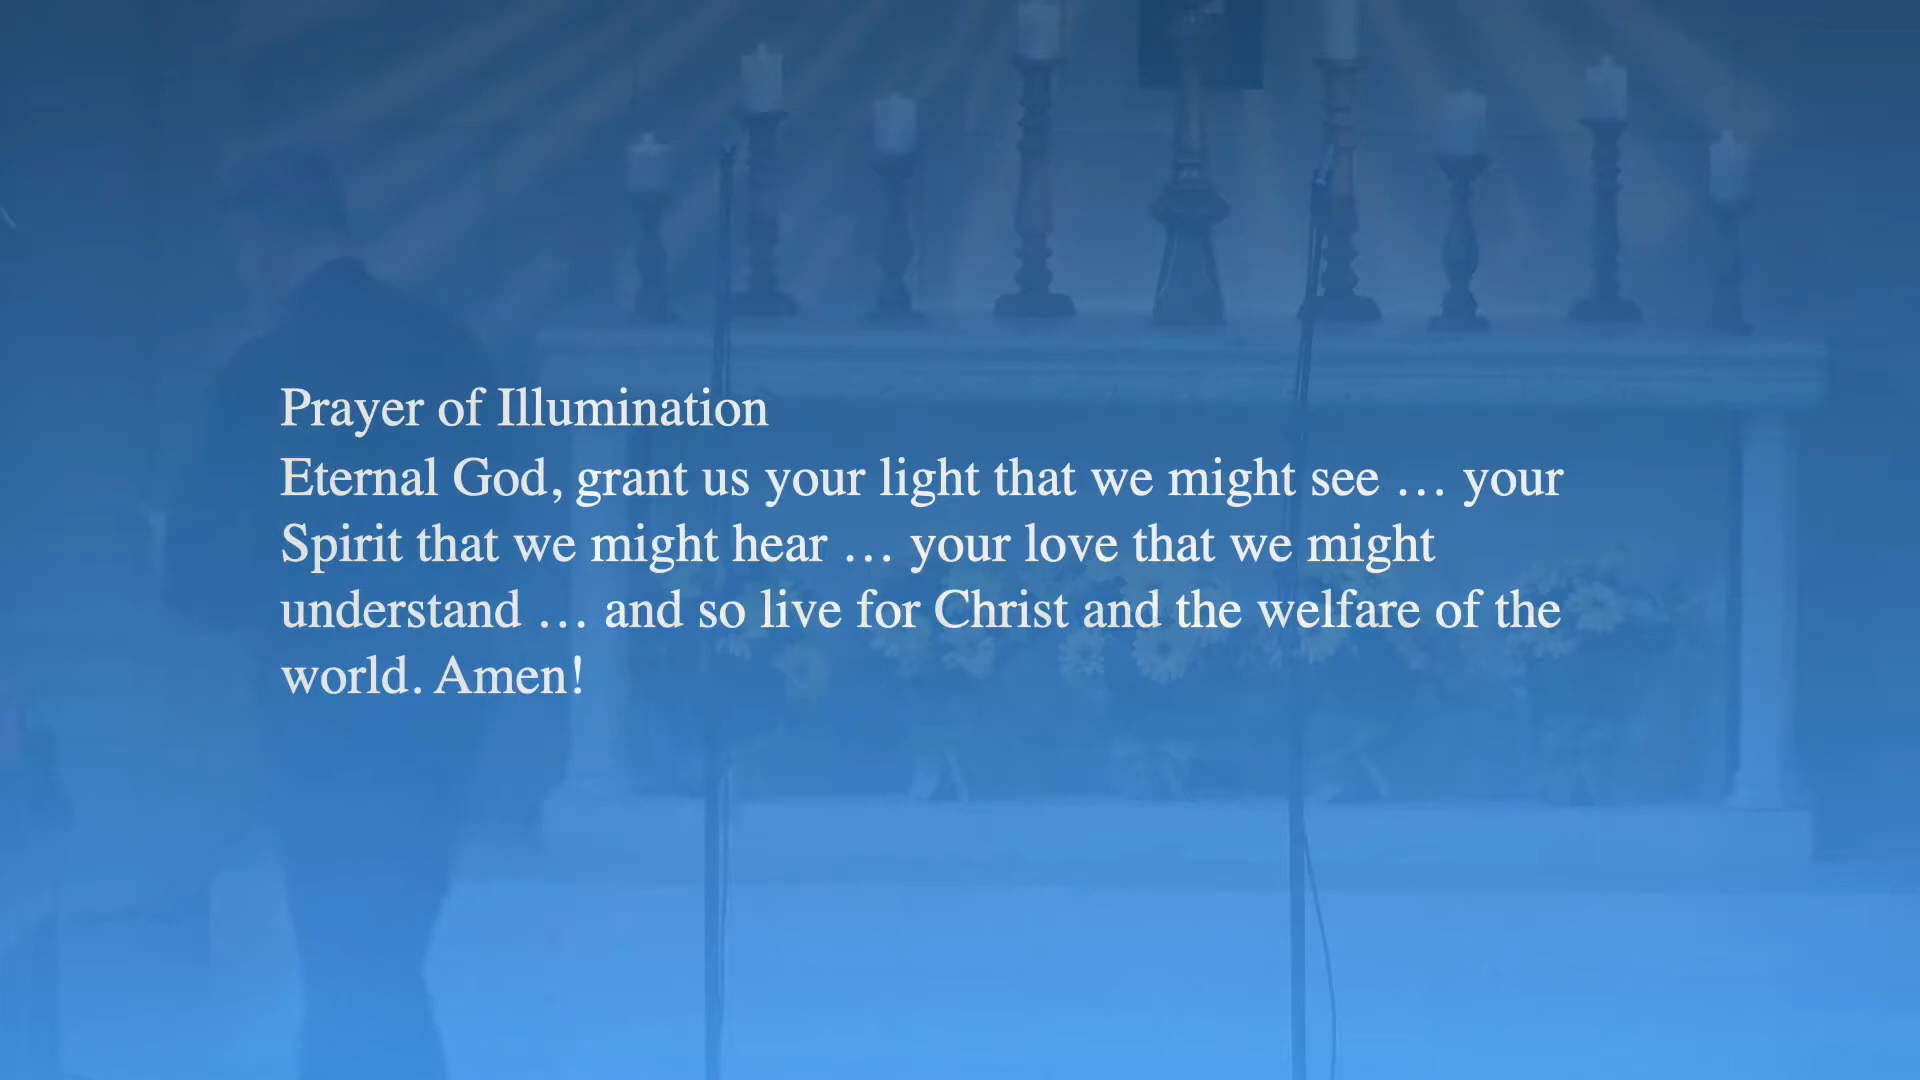 Prayer of Illumination
Eternal God, grant us your light that we might see … your
Spirit that we might hear … your love that we might
understand … and so live for Christ and the welfare of the
world. Amen!